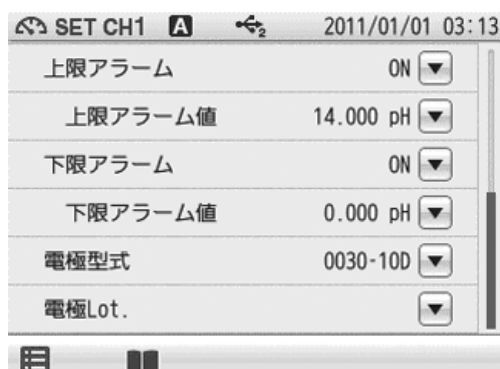 SET CH1 A 2 2011/01/01 03:13
上限アラーム ON
上限アラーム値 14.000 pH
下限アラーム ON
下限アラーム値 0.000 pH
電極型式 0030-10D
電極Lot.